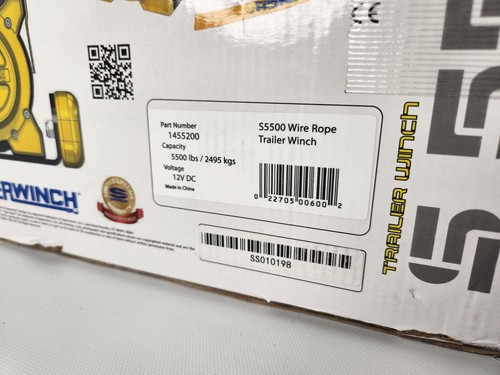 Part Number
1455200
Capacity
5500 lbs / 2495 kgs
Voltage
12V DC
Made in China
S5500 Wire Rope
Trailer Winch
0 22705 00600 2
SS010198
ERWINCH
TRAILER WINCH
CE